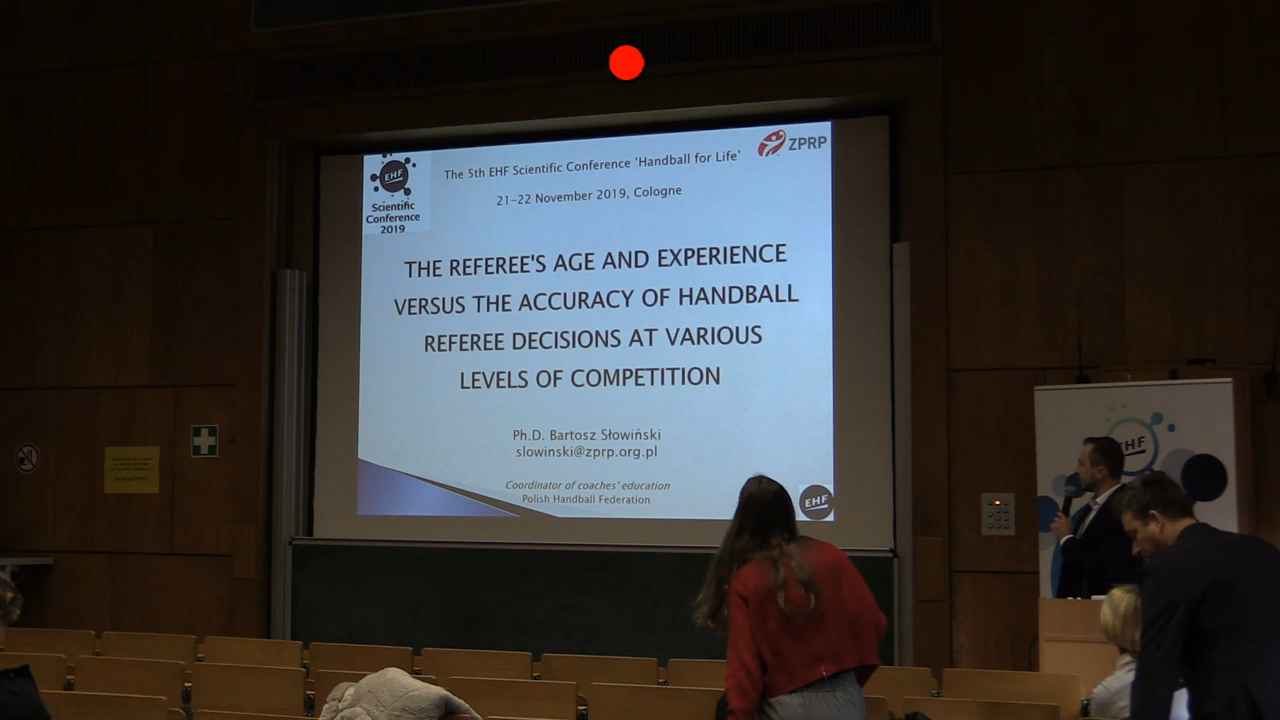 EHF
Scientific
Conference
2019
ZPRP
The 5th EHF Scientific Conference 'Handball for Life'
21-22 November 2019, Cologne
THE REFEREE'S AGE AND EXPERIENCE
VERSUS THE ACCURACY OF HANDBALL
REFEREE DECISIONS AT VARIOUS
LEVELS OF COMPETITION
Ph.D. Bartosz Słowiński
slowinski@zprp.org.pl
Coordinator of coaches' education
Polish Handball Federation
EHF
EHF